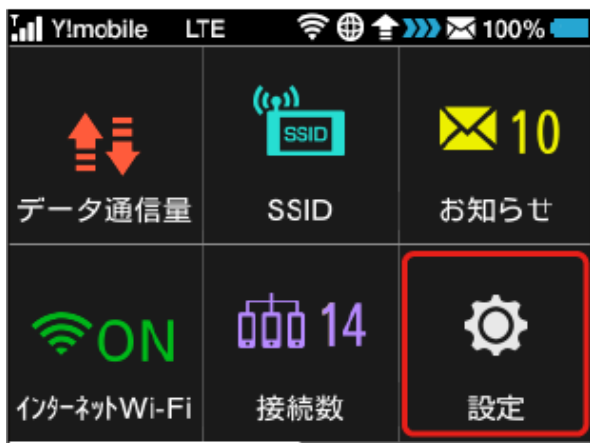 Y!mobile LTE 100%
SSID
10
データ通信量 SSID お知らせ
ON 14
インターネットWi-Fi 接続数 設定